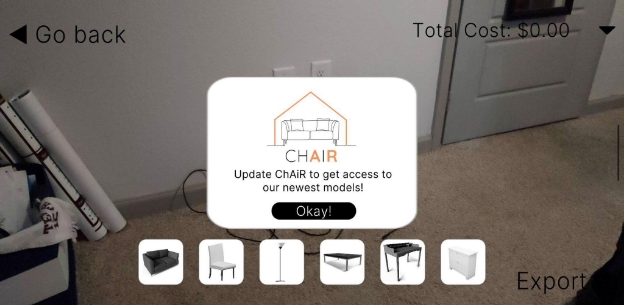 Go back
Total Cost: $0.00
CHAIR
Update ChAiR to get access to
our newest models!
Okay!
Export